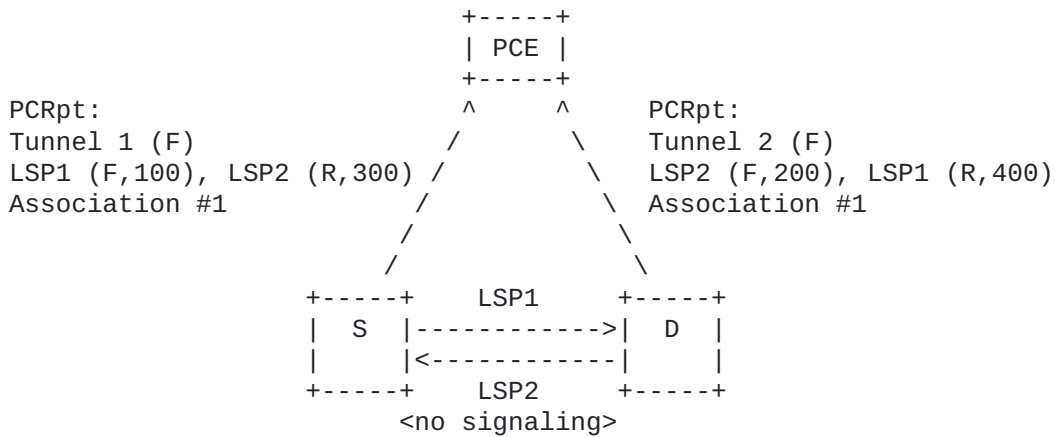 PCE
PCRpt: PCRpt:
Tunnel 1 (F) Tunnel 2 (F)
LSP1 (F,100), LSP2 (R,300) LSP2 (F,200), LSP1 (R,400)
Association #1 Association #1
LSP1
S D
LSP2
<no signaling>